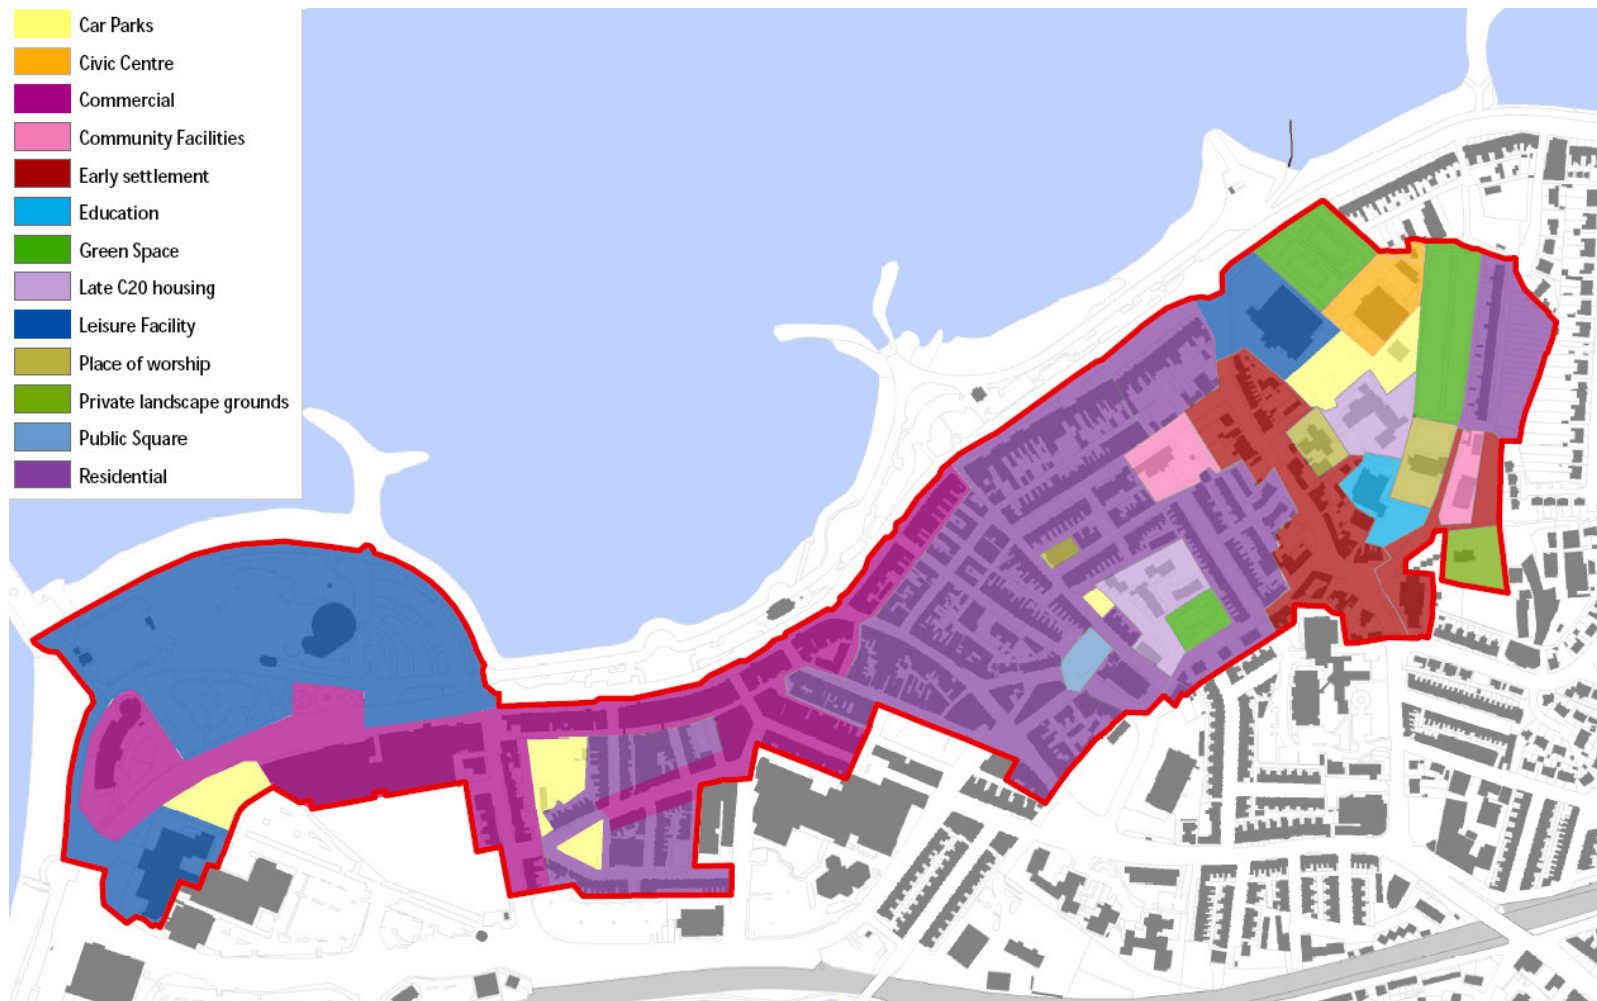 Car Parks
Civic Centre
Commercial
Community Facilities
Early settlement
Education
Green Space
Late C20 housing
Leisure Facility
Place of worship
Private landscape grounds
Public Square
Residential